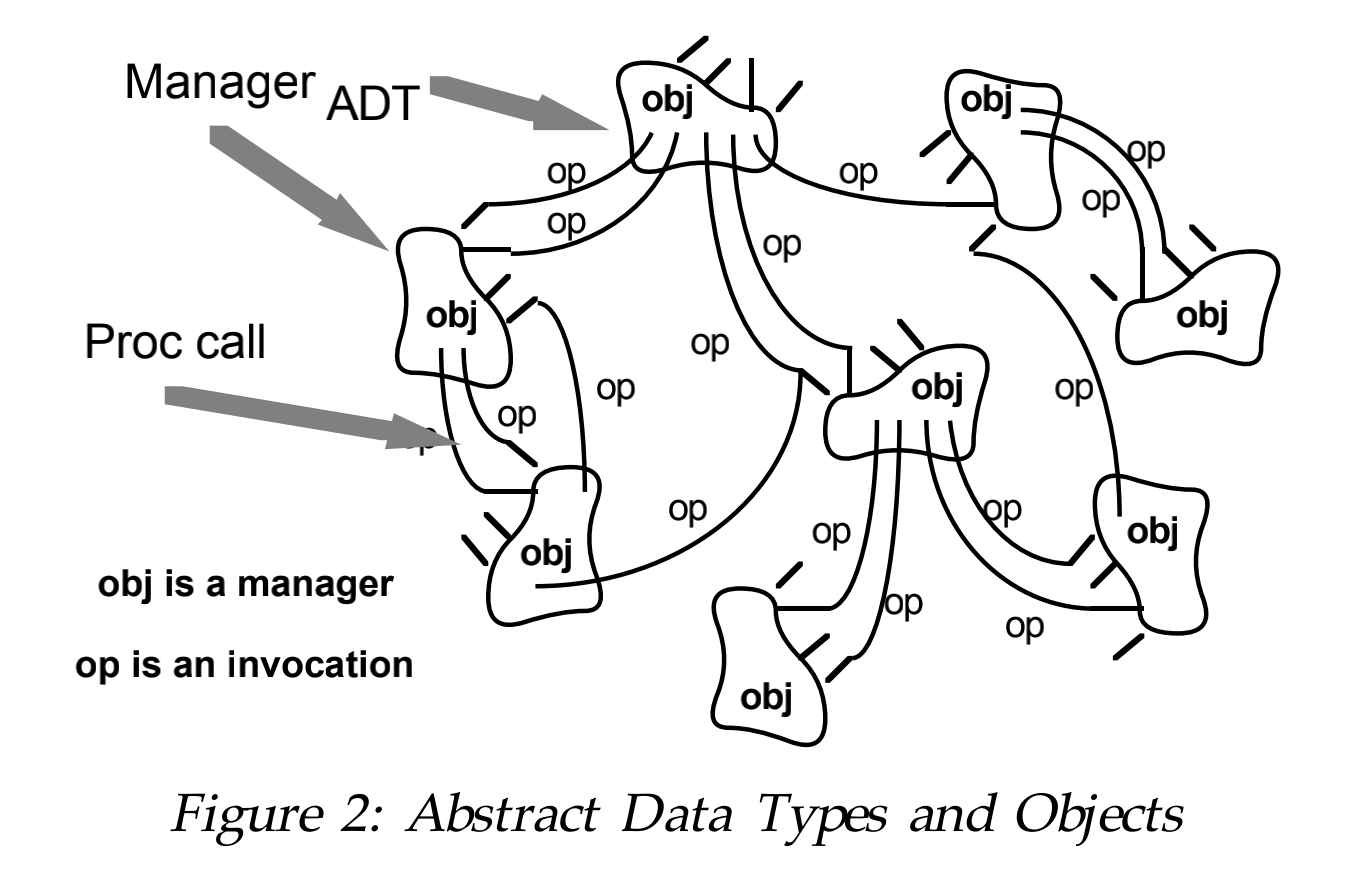 Manager
ADT
obj
obj
op
op
op
op
op
op
op
obj
obj
Proc call
op
obj
op
op
op
op
op
op
op
obj
obj
obj is a manager
op
op
op is an invocation
obj
Figure 2: Abstract Data Types and Objects